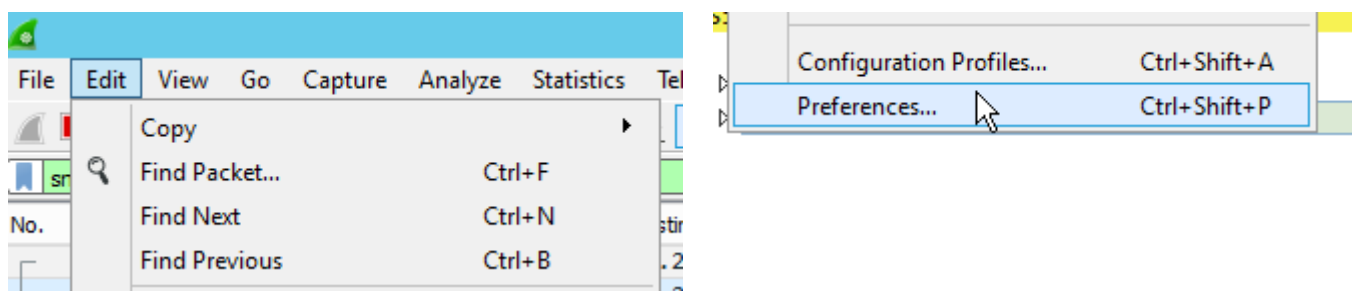 File Edit View Go Capture Analyze Statistics
Copy
Find Packet... Ctrl+F
Find Next Ctrl+N
No.
Find Previous Ctrl+B
Configuration Profiles... Ctrl+Shift+A
Preferences... Ctrl+Shift+P